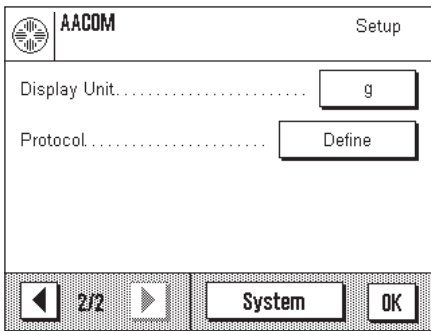 AACOM Setup
Display Unit........................ g
Protocol...................... Define
2/2 System OK